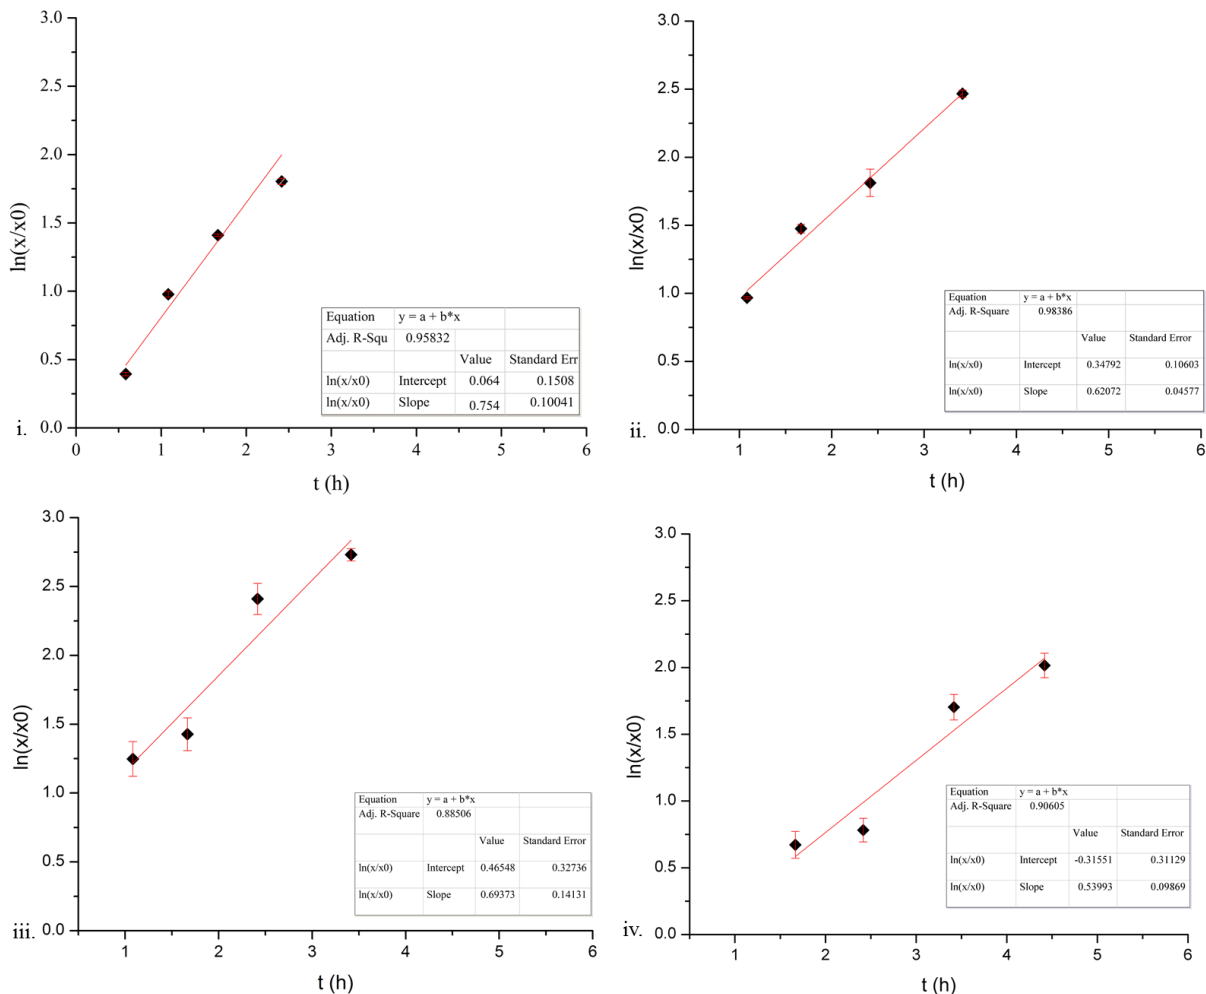 3.0
2.5
2.0
1.5
1.0
0.5
0.0
ln(x/x0)
0 1 2 3 4 5 6
t (h)
i.
Equation y = a + b*x
Adj. R-Squ 0.95832
Value Standard Err
ln(x/x0) Intercept 0.064 0.1508
ln(x/x0) Slope 0.754 0.10041
3.0
2.5
2.0
1.5
1.0
0.5
0.0
ln(x/x0)
1 2 3 4 5 6
t (h)
ii.
Equation y = a + b*x
Adj. R-Square 0.98386
Value Standard Error
ln(x/x0) Intercept 0.34792 0.10603
ln(x/x0) Slope 0.62072 0.04577
3.0
2.5
2.0
1.5
1.0
0.5
0.0
ln(x/x0)
1 2 3 4 5 6
t (h)
iii.
Equation y = a + b*x
Adj. R-Square 0.88506
Value Standard Error
ln(x/x0) Intercept 0.46548 0.32736
ln(x/x0) Slope 0.69373 0.14131
3.0
2.5
2.0
1.5
1.0
0.5
0.0
ln(x/x0)
1 2 3 4 5 6
t (h)
iv.
Equation y = a + b*x
Adj. R-Square 0.90605
Value Standard Error
ln(x/x0) Intercept -0.31551 0.31129
ln(x/x0) Slope 0.53993 0.09869